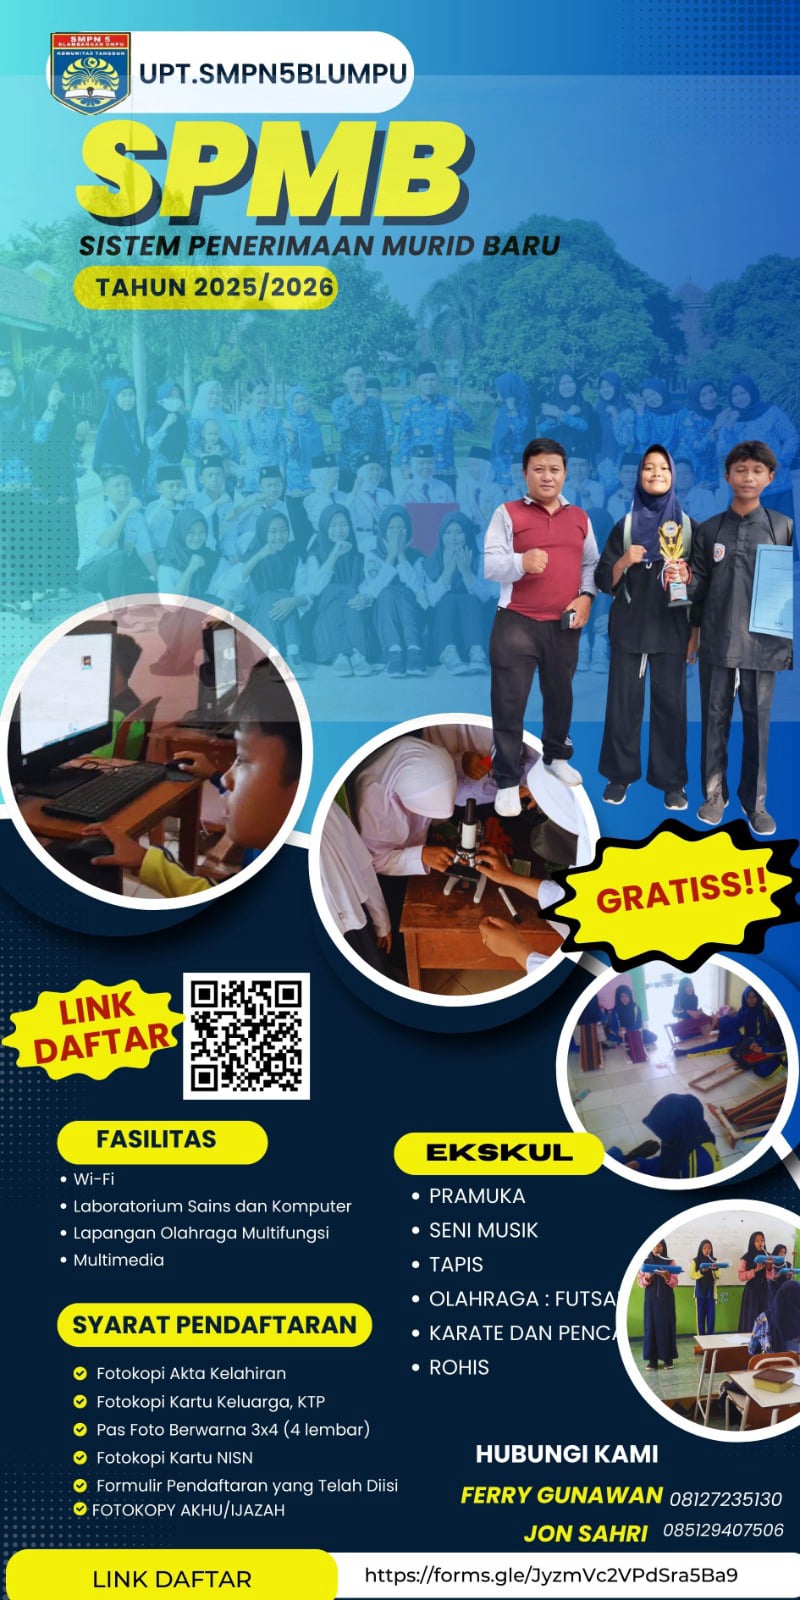 SMPN 5
BLAMBANGAN UMPU
KOMUNITAS TANGGUH
UPT.SMPN5BLUMPU
SPMB
SISTEM PENERIMAAN MURID BARU
TAHUN 2025/2026
GRATISS!!
LINK
DAFTAR
FASILITAS
• Wi-Fi
• Laboratorium Sains dan Komputer
• Lapangan Olahraga Multifungsi
• Multimedia
EKSKUL
• PRAMUKA
• SENI MUSIK
• TAPIS
• OLAHRAGA : FUTSA
• KARATE DAN PENCA
• ROHIS
SYARAT PENDAFTARAN
Fotokopi Akta Kelahiran
Fotokopi Kartu Keluarga, KTP
Pas Foto Berwarna 3x4 (4 lembar)
Fotokopi Kartu NISN
Formulir Pendaftaran yang Telah Diisi
FOTOKOPY AKHU/IJAZAH
HUBUNGI KAMI
FERRY GUNAWAN 08127235130
JON SAHRI 085129407506
LINK DAFTAR
https://forms.gle/JyzmVc2VPdSra5Ba9